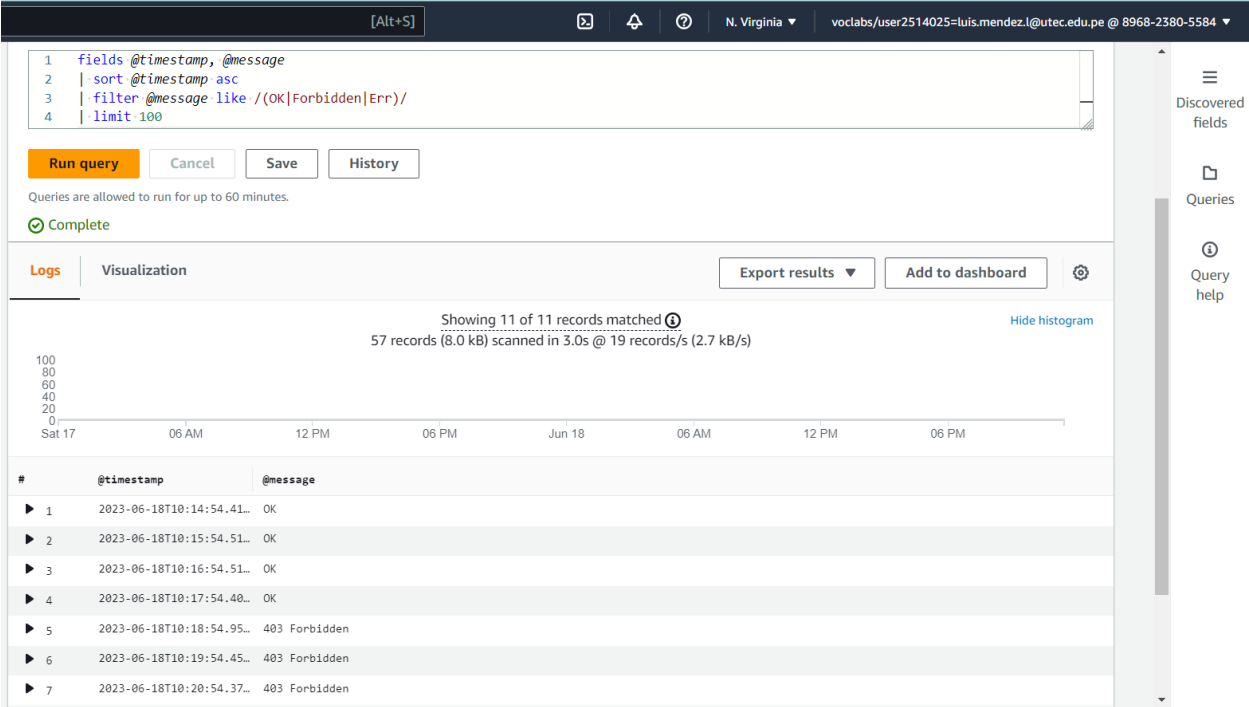 [Alt+S] N. Virginia ▼ voclabs/user2514025=luis.mendez.l@utec.edu.pe @ 8968-2380-5584 ▼
1 fields @timestamp, @message
2 | sort @timestamp asc
3 | filter @message like /(OK|Forbidden|Err)/
4 | limit 100
Discovered
fields
Run query Cancel Save History
Queries are allowed to run for up to 60 minutes.
Queries
Complete
Query
help
Logs Visualization Export results ▼ Add to dashboard
Showing 11 of 11 records matched
Hide histogram
57 records (8.0 kB) scanned in 3.0s @ 19 records/s (2.7 kB/s)
100
80
60
40
20
0
Sat 17 06 AM 12 PM 06 PM Jun 18 06 AM 12 PM 06 PM
# @timestamp @message
1 2023-06-18T10:14:54.41… OK
2 2023-06-18T10:15:54.51… OK
3 2023-06-18T10:16:54.51… OK
4 2023-06-18T10:17:54.40… OK
5 2023-06-18T10:18:54.95… 403 Forbidden
6 2023-06-18T10:19:54.45… 403 Forbidden
7 2023-06-18T10:20:54.37… 403 Forbidden